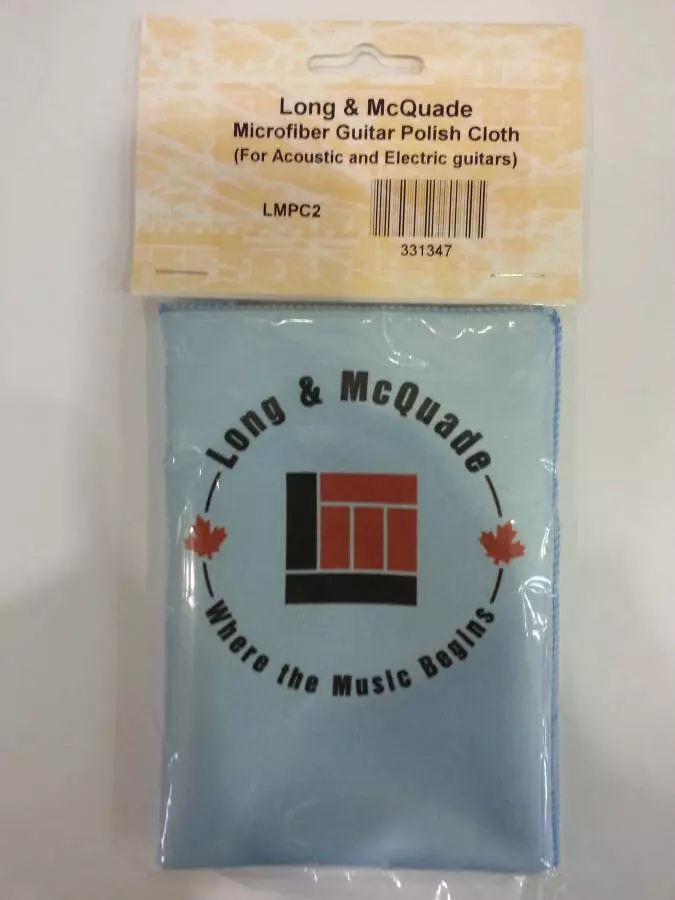 Long & McQuade
Microfiber Guitar Polish Cloth
(For Acoustic and Electric guitars)
LMPC2
331347
Long & McQuade
Where the Music Begins